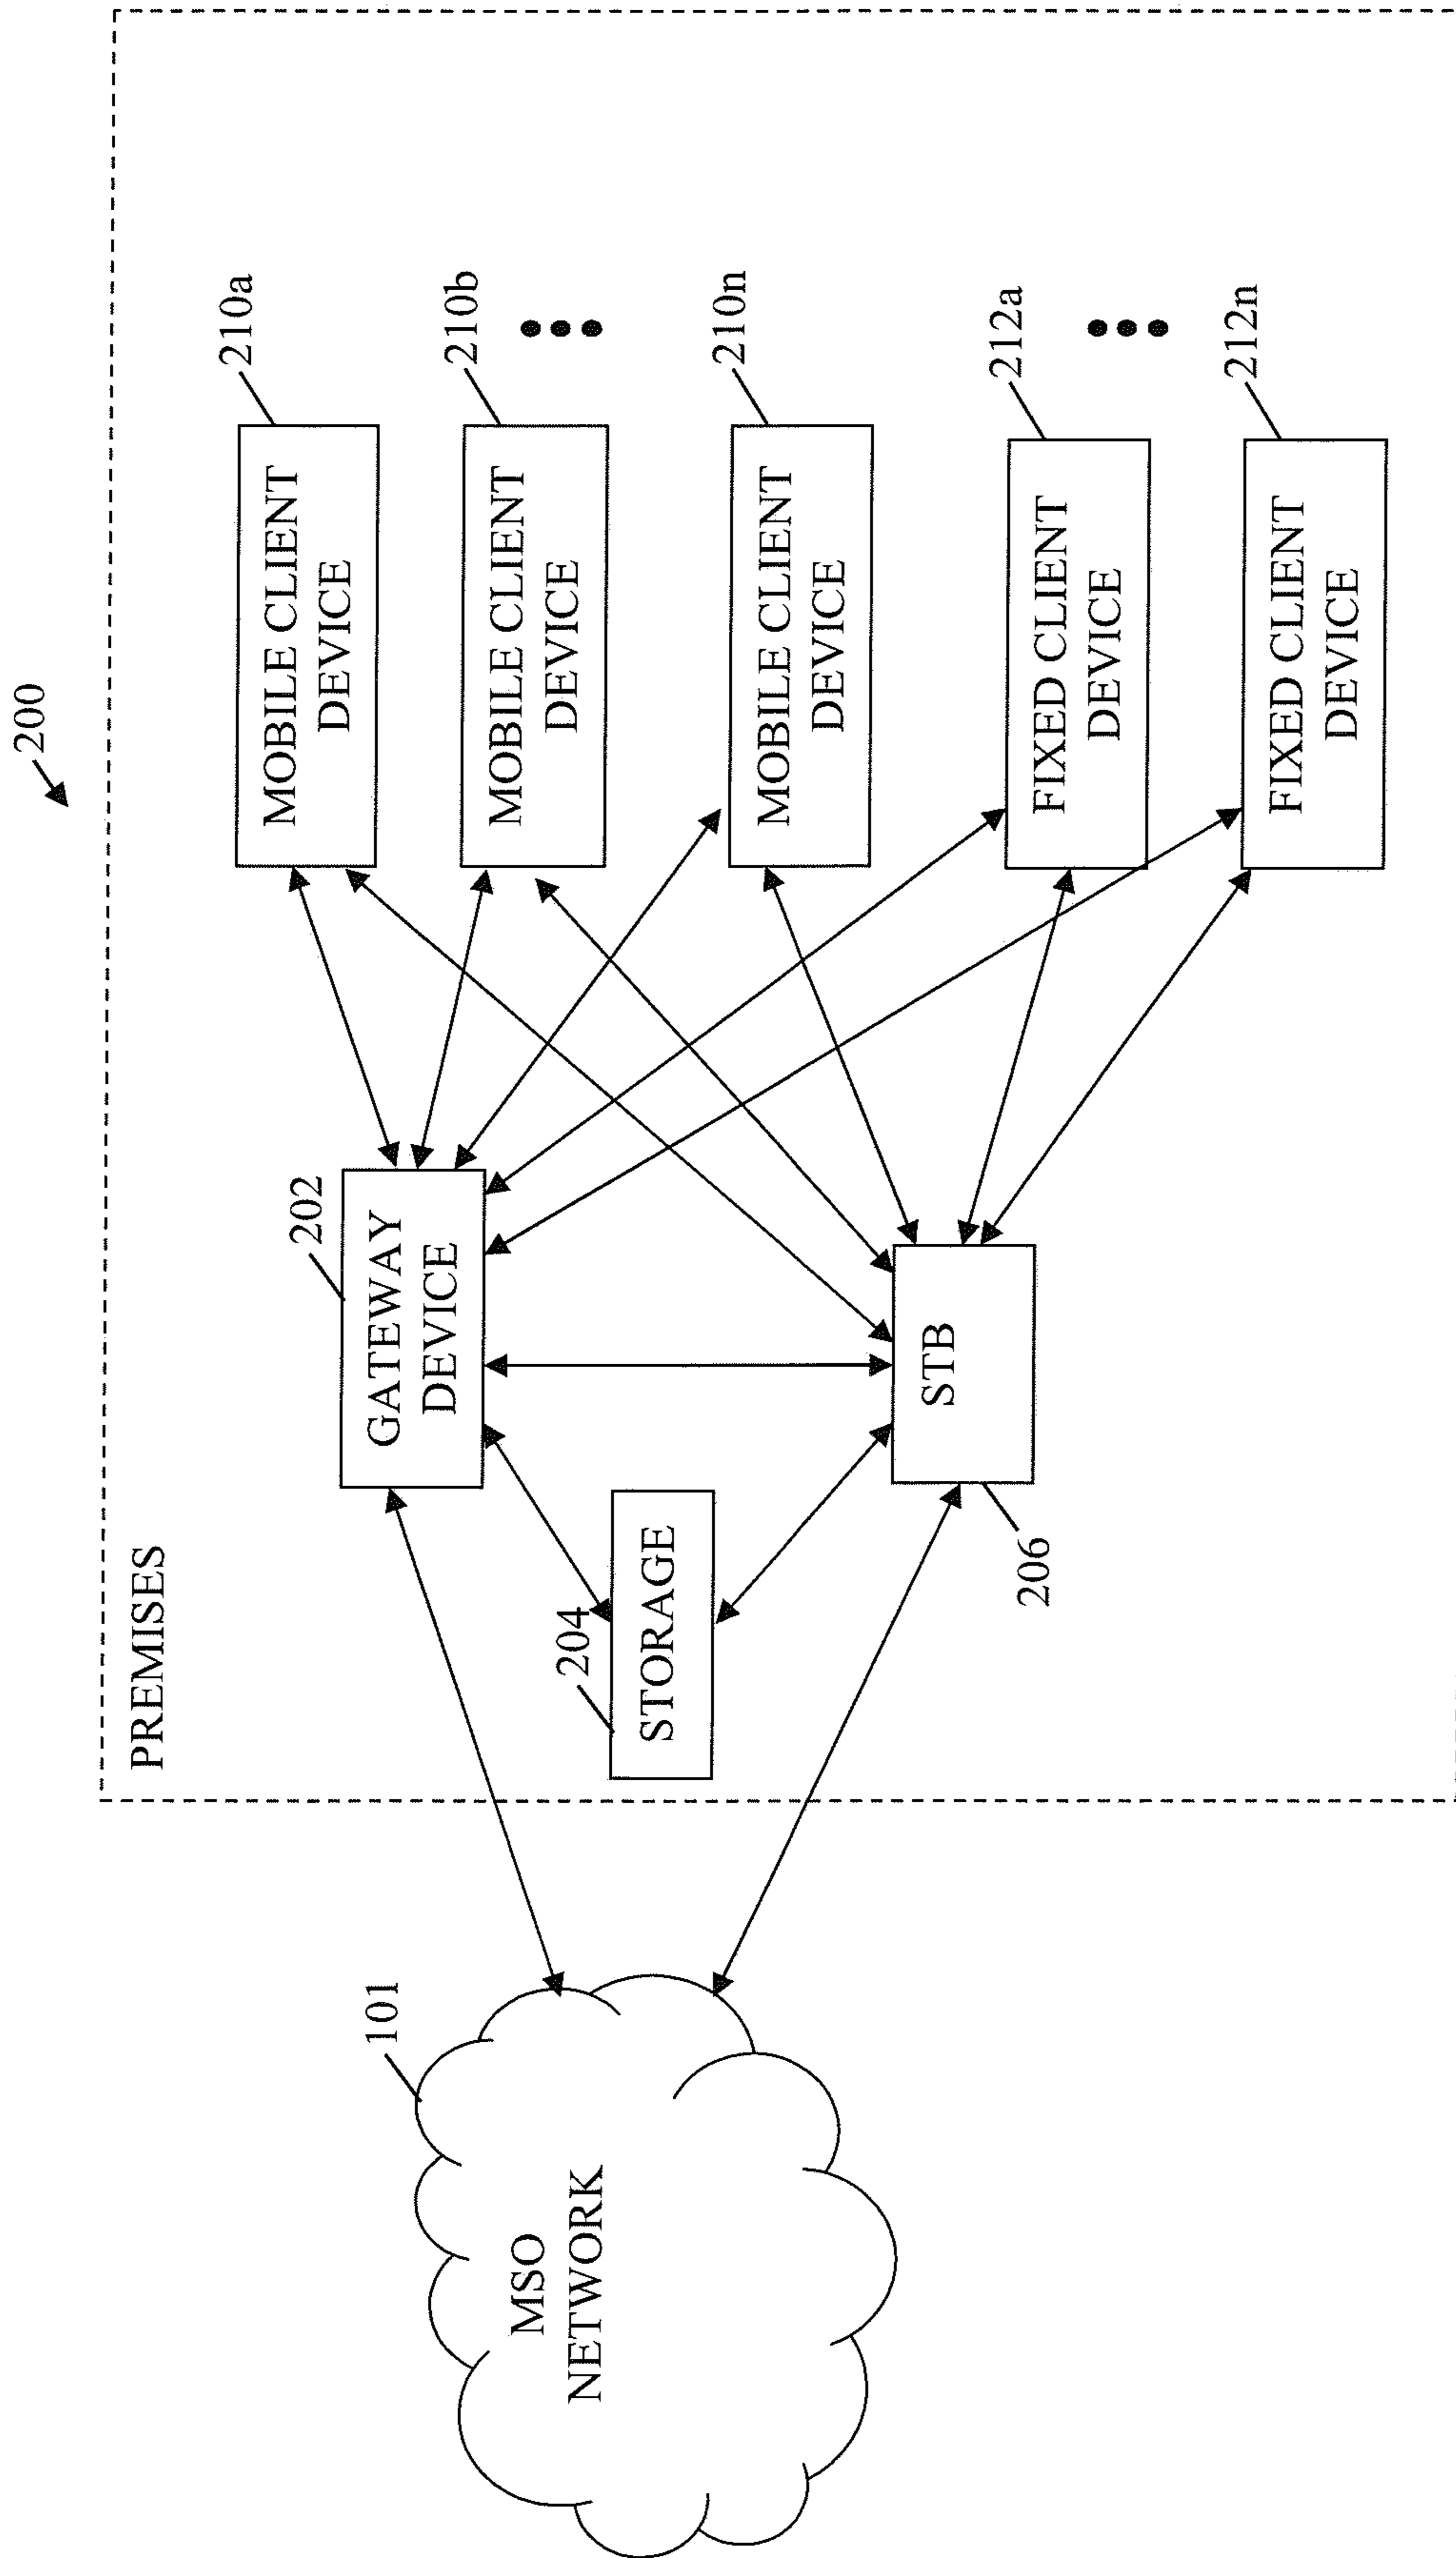 200
PREMISES
101
MSO
NETWORK
202
GATEWAY
DEVICE
204
STORAGE
STB
206
210a
MOBILE CLIENT
DEVICE
210b
MOBILE CLIENT
DEVICE
210n
MOBILE CLIENT
DEVICE
212a
FIXED CLIENT
DEVICE
212n
FIXED CLIENT
DEVICE